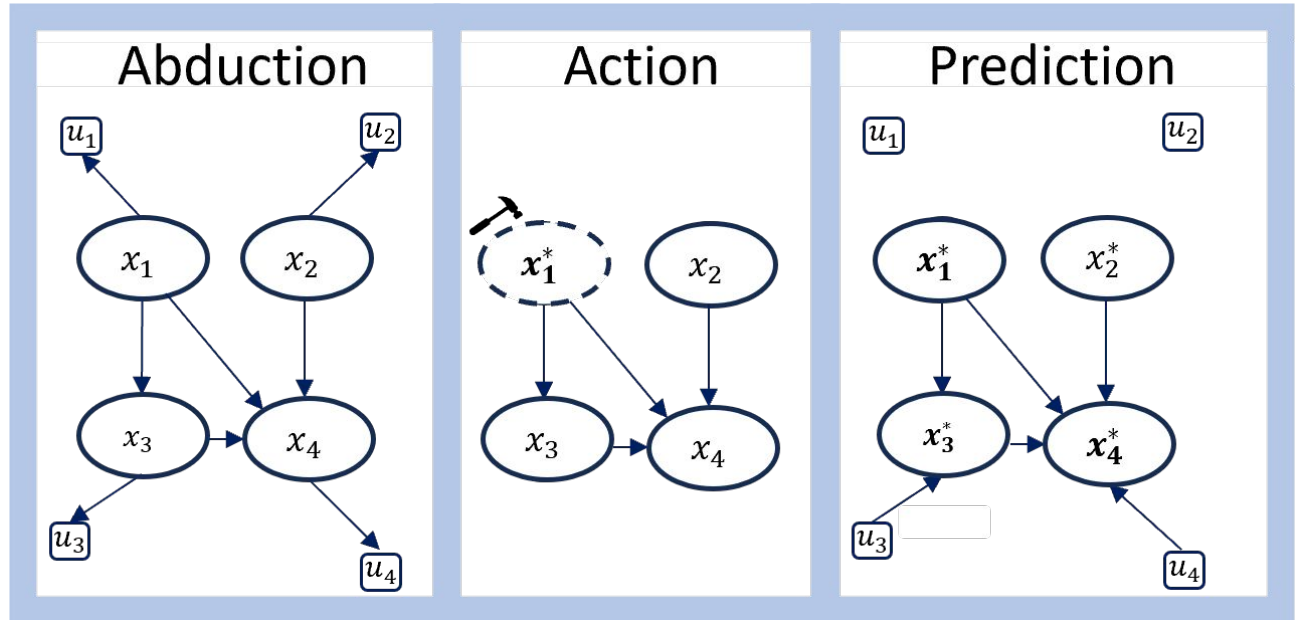 Abduction
u₁
u₂
x₁
x₂
x₃
x₄
u₃
u₄
Action
x₁*
x₂
x₃
x₄
Prediction
u₁
u₂
x₁*
x₂*
x₃*
x₄*
u₃
u₄